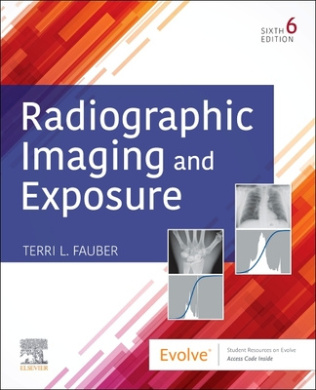 SIXTH 6
EDITION
Radiographic
Imaging and
Exposure
TERRI L. FAUBER
ELSEVIER
Evolve®
Student Resources on Evolve
Access Code Inside